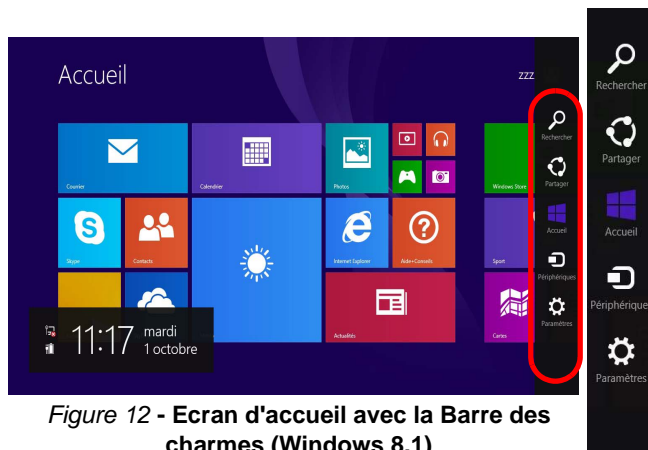 Accueil
zzz
Courrier
Calendrier
Photos
Windows Store
Skype
Contacts
Internet Explorer
Aide+Conseils
Sport
Actualités
Cartes
11:17 mardi
1 octobre
Rechercher
Partager
Accueil
Périphériques
Paramètres
Rechercher
Partager
Accueil
Périphérique
Paramètres
Figure 12 - Ecran d'accueil avec la Barre des
charmes (Windows 8.1)